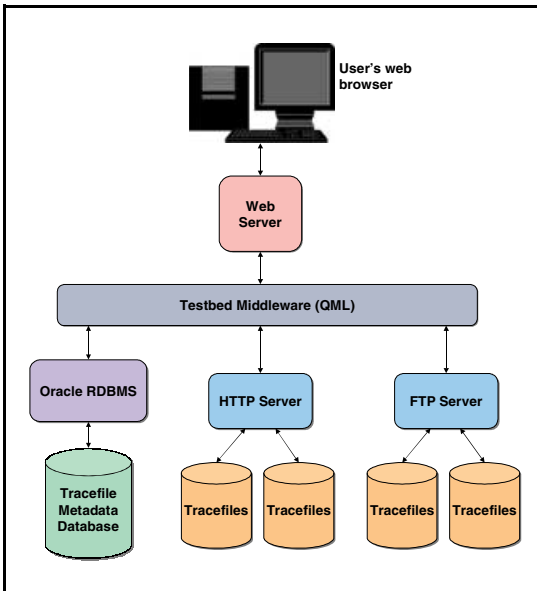 User's web
browser
Web
Server
Testbed Middleware (QML)
Oracle RDBMS
HTTP Server
FTP Server
Tracefile
Metadata
Database
Tracefiles
Tracefiles
Tracefiles
Tracefiles